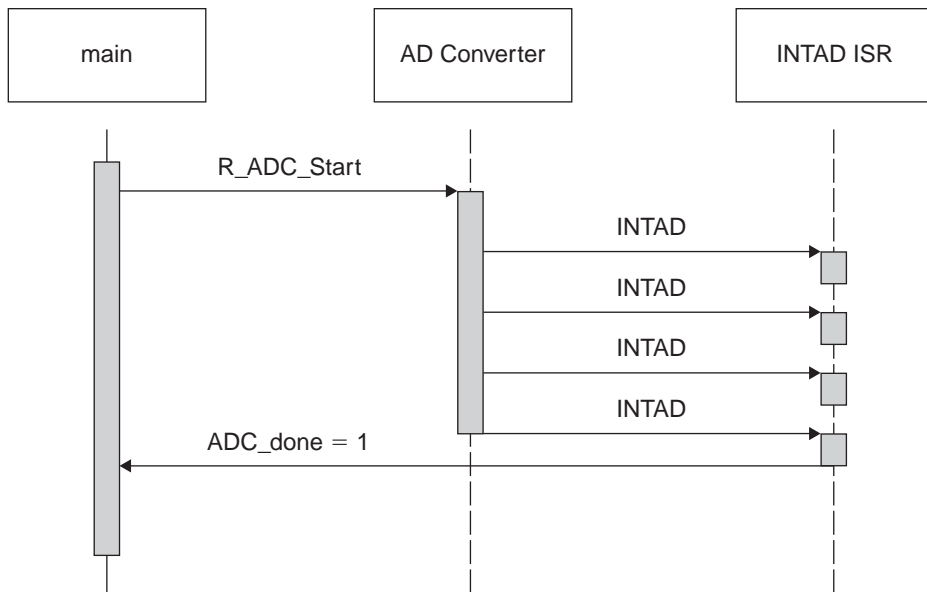 main
AD Converter
INTAD ISR
R_ADC_Start
INTAD
INTAD
INTAD
INTAD
ADC_done = 1